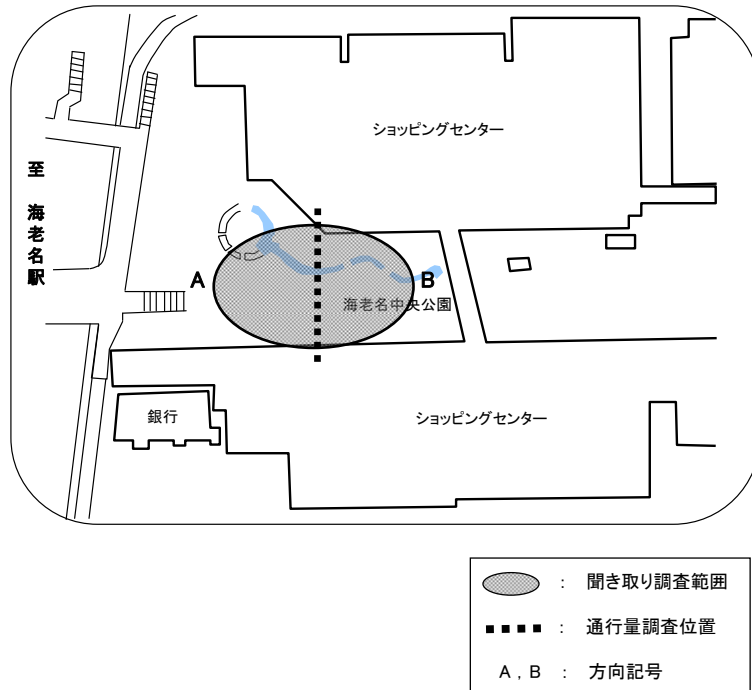 ショッピングセンター
至 海老名駅
A
B
海老名中央公園
銀行
ショッピングセンター
: 聞き取り調査範囲
: 通行量調査位置
A , B : 方向記号